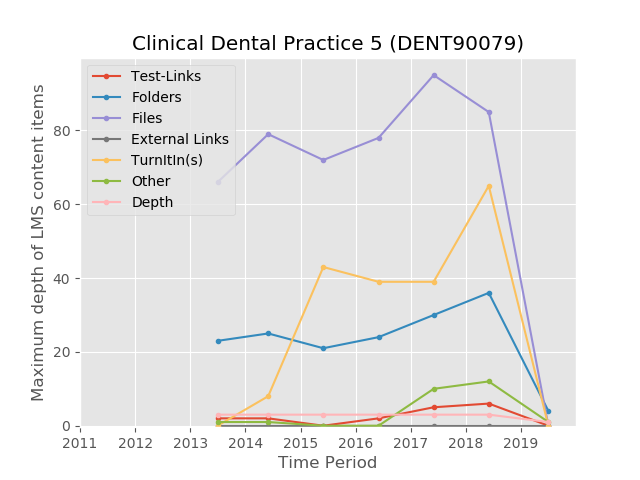 Clinical Dental Practice 5 (DENT90079)
Test-Links
Folders
Files
External Links
TurnItIn(s)
Other
Depth
Maximum depth of LMS content items
80
60
40
20
0
2011 2012 2013 2014 2015 2016 2017 2018 2019
Time Period